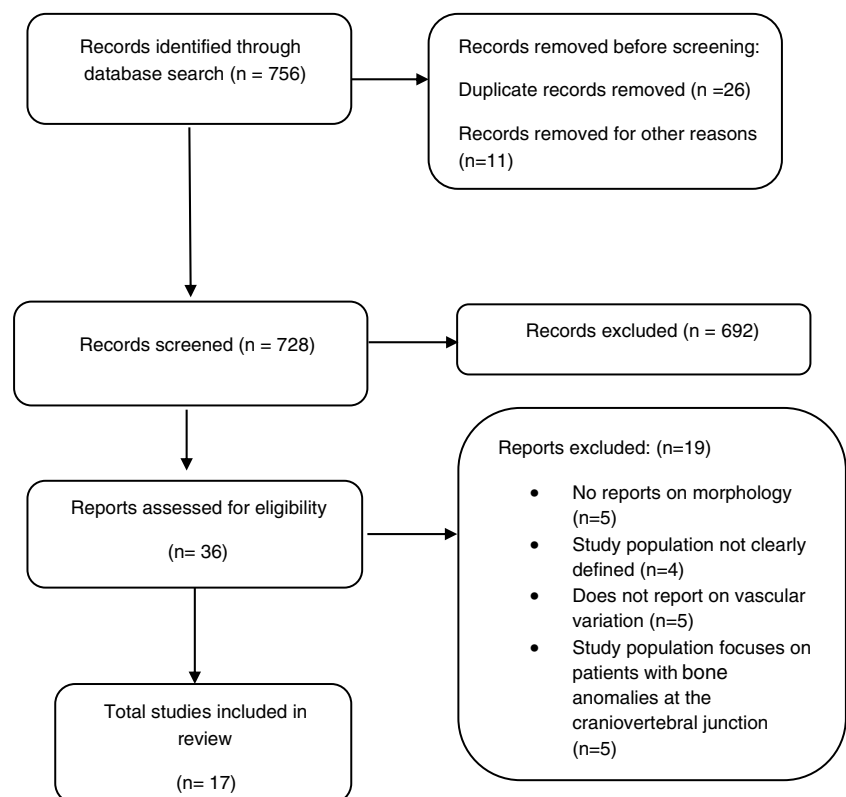 Records identified through
database search (n = 756)
Records removed before screening:
Duplicate records removed (n =26)
Records removed for other reasons
(n=11)
Records screened (n = 728)
Records excluded (n = 692)
Reports assessed for eligibility
(n= 36)
Reports excluded: (n=19)
• No reports on morphology
(n=5)
• Study population not clearly
defined (n=4)
• Does not report on vascular
variation (n=5)
• Study population focuses on
patients with bone
anomalies at the
craniovertebral junction
(n=5)
Total studies included in
review
(n= 17)